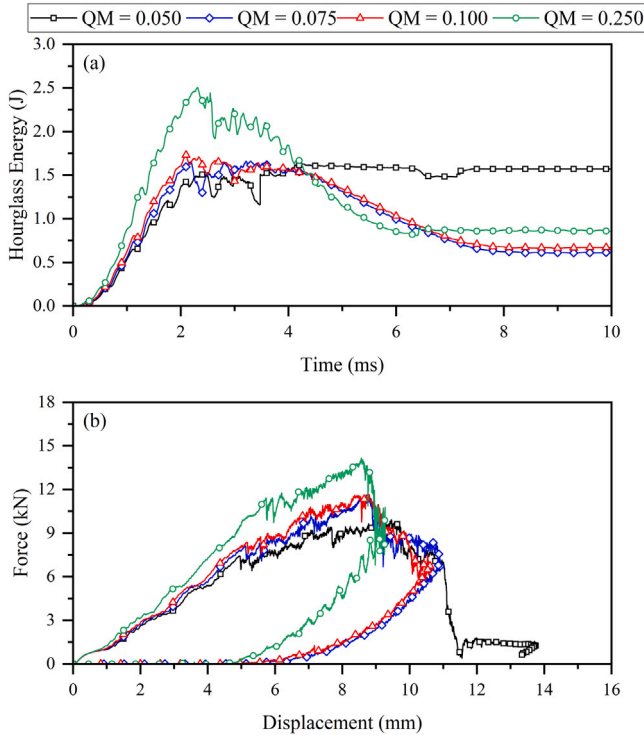 QM = 0.050 QM = 0.075 QM = 0.100 QM = 0.250
(a)
Hourglass Energy (J)
3.0
2.5
2.0
1.5
1.0
0.5
0.0
0 2 4 6 8 10
Time (ms)
(b)
Force (kN)
18
15
12
9
6
3
0
0 2 4 6 8 10 12 14 16
Displacement (mm)